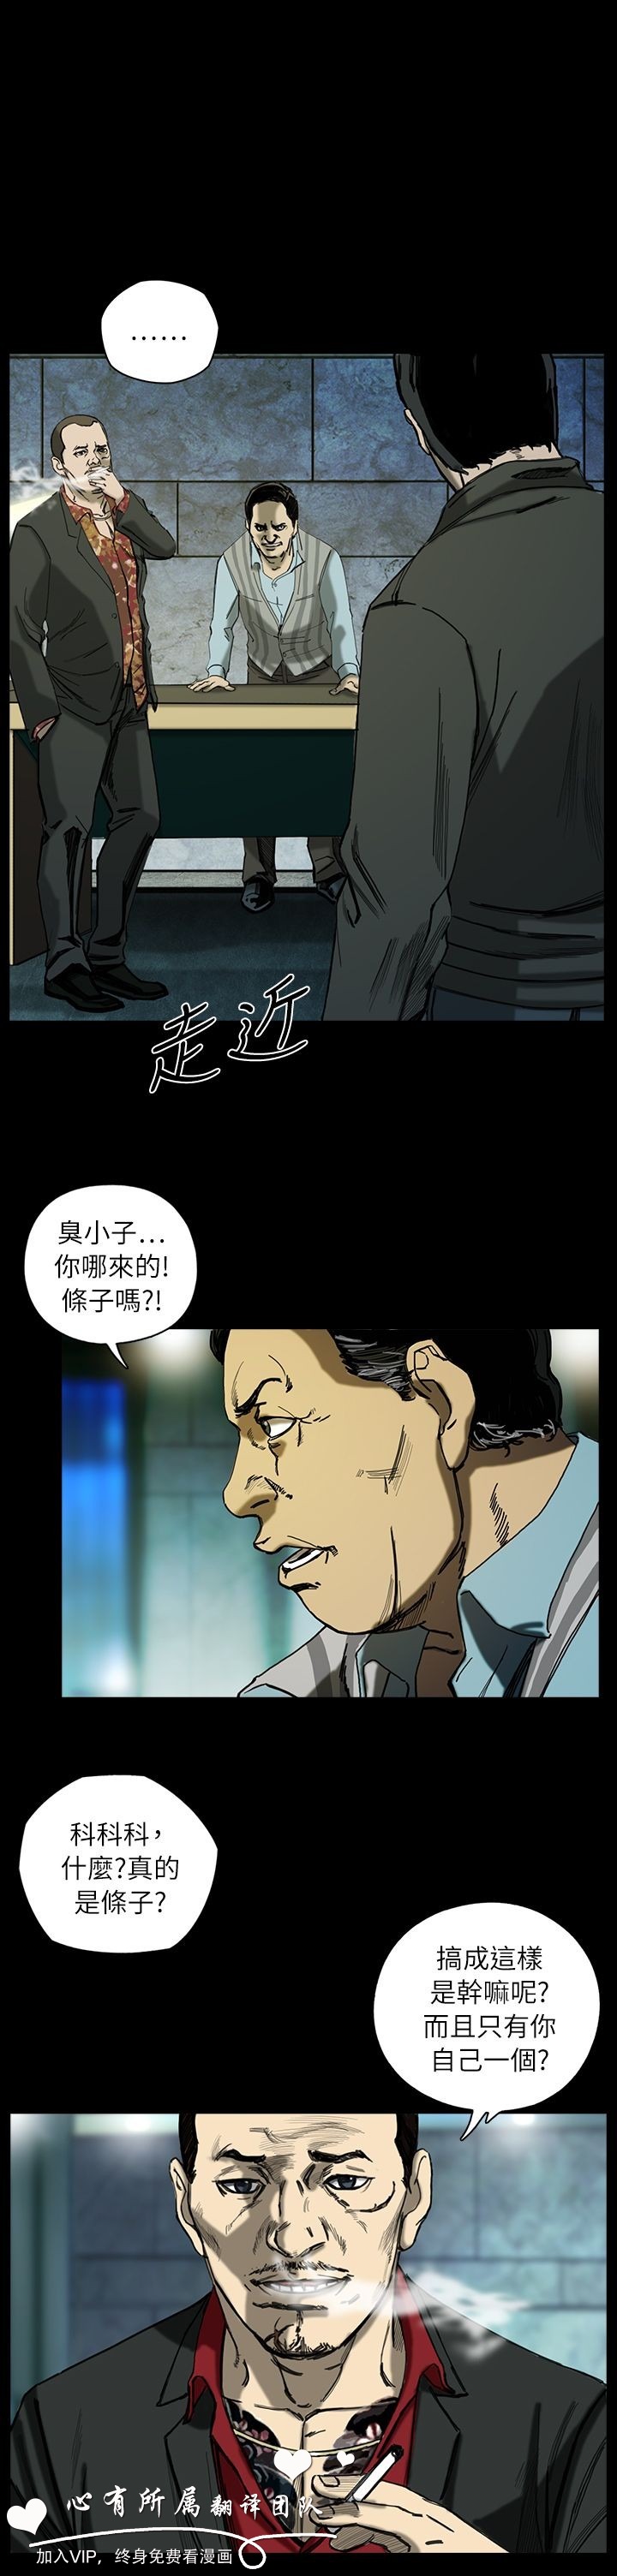 ......
走近
臭小子...
你哪來的!
條子嗎?!
科科科，
什麼?真的
是條子?
搞成這樣
是幹嘛呢?
而且只有你
自己一個?
心有所属翻译团队
加入VIP，终身免费看漫画